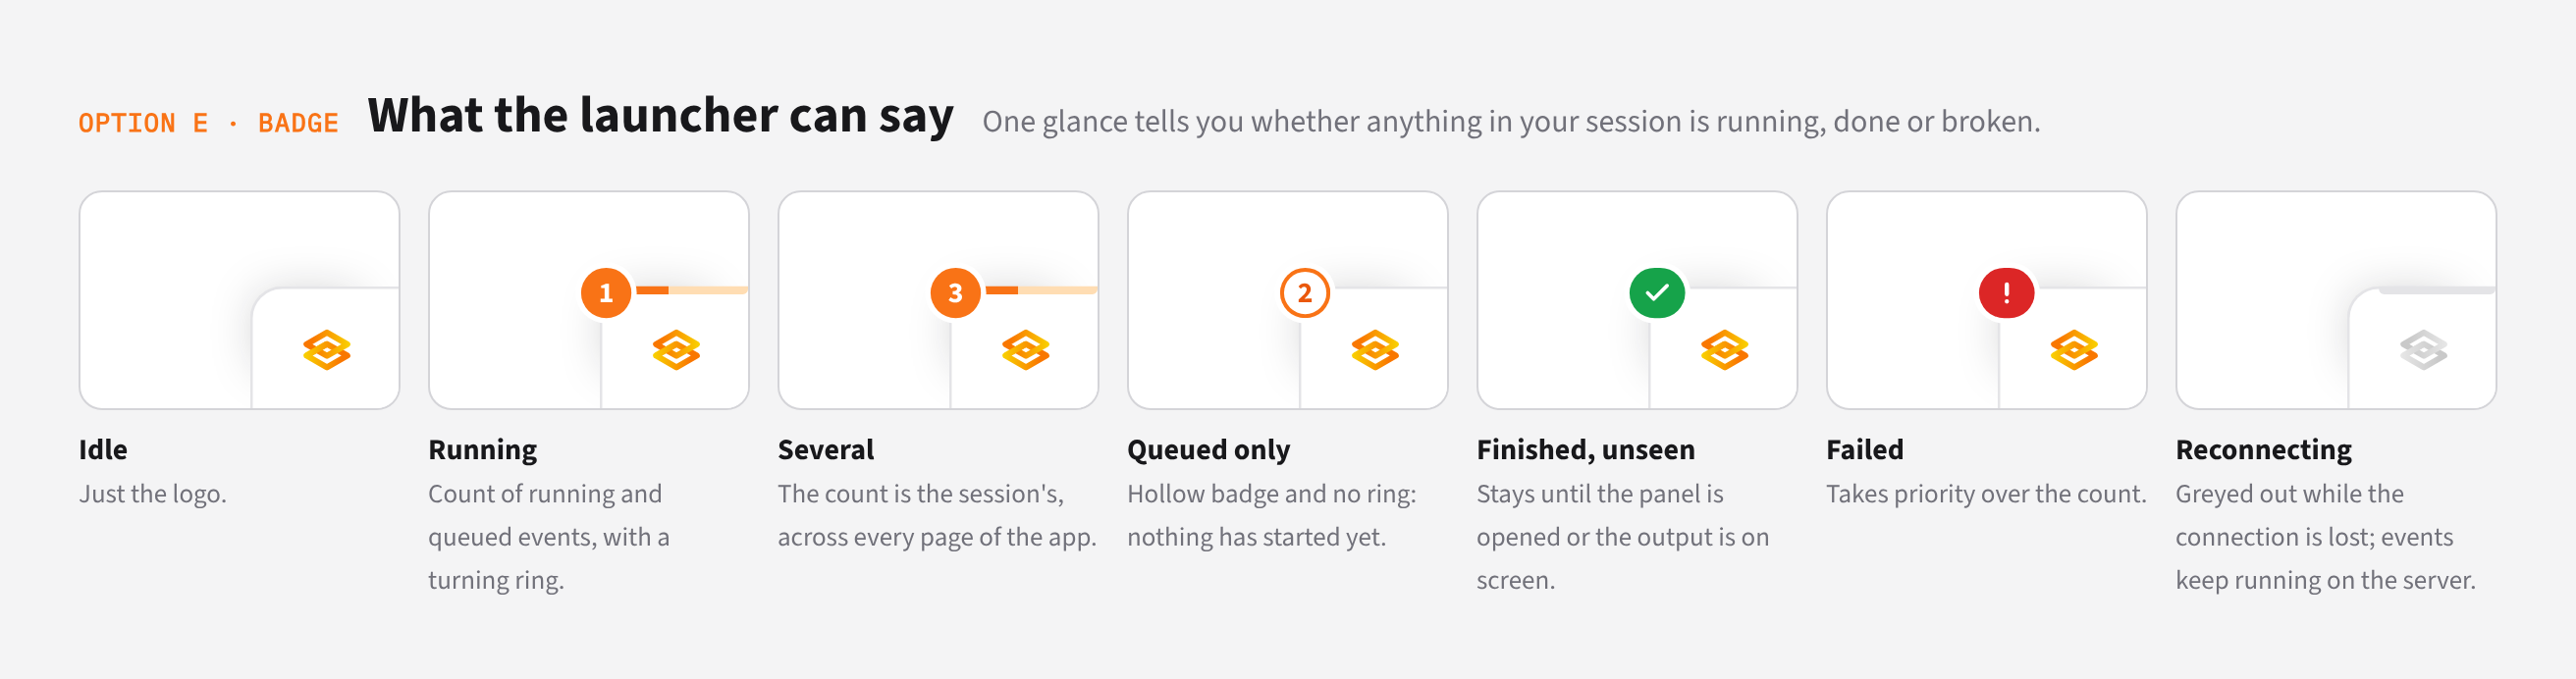 OPTION E · BADGE What the launcher can say One glance tells you whether anything in your session is running, done or broken.
1
3
2
!
Idle
Just the logo.
Running
Count of running and
queued events, with a
turning ring.
Several
The count is the session's,
across every page of the app.
Queued only
Hollow badge and no ring:
nothing has started yet.
Finished, unseen
Stays until the panel is
opened or the output is on
screen.
Failed
Takes priority over the count.
Reconnecting
Greyed out while the
connection is lost; events
keep running on the server.